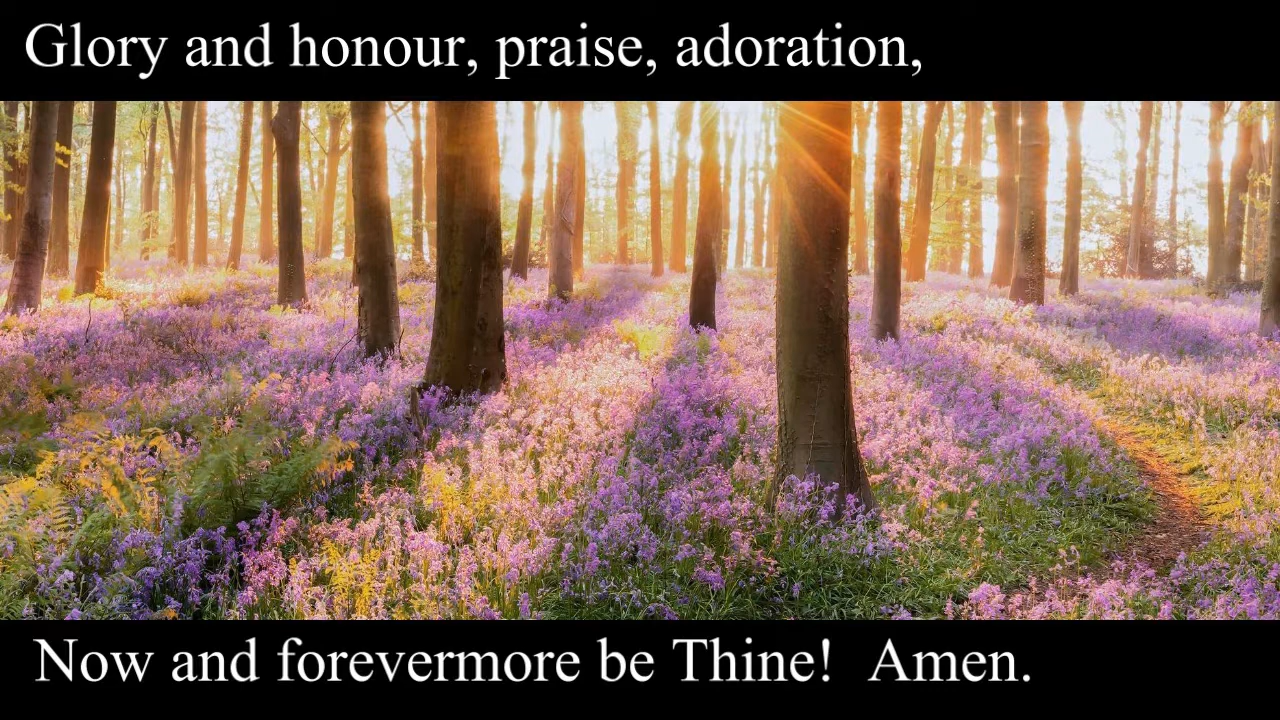 Glory and honour, praise, adoration,
Now and forevermore be Thine!  Amen.